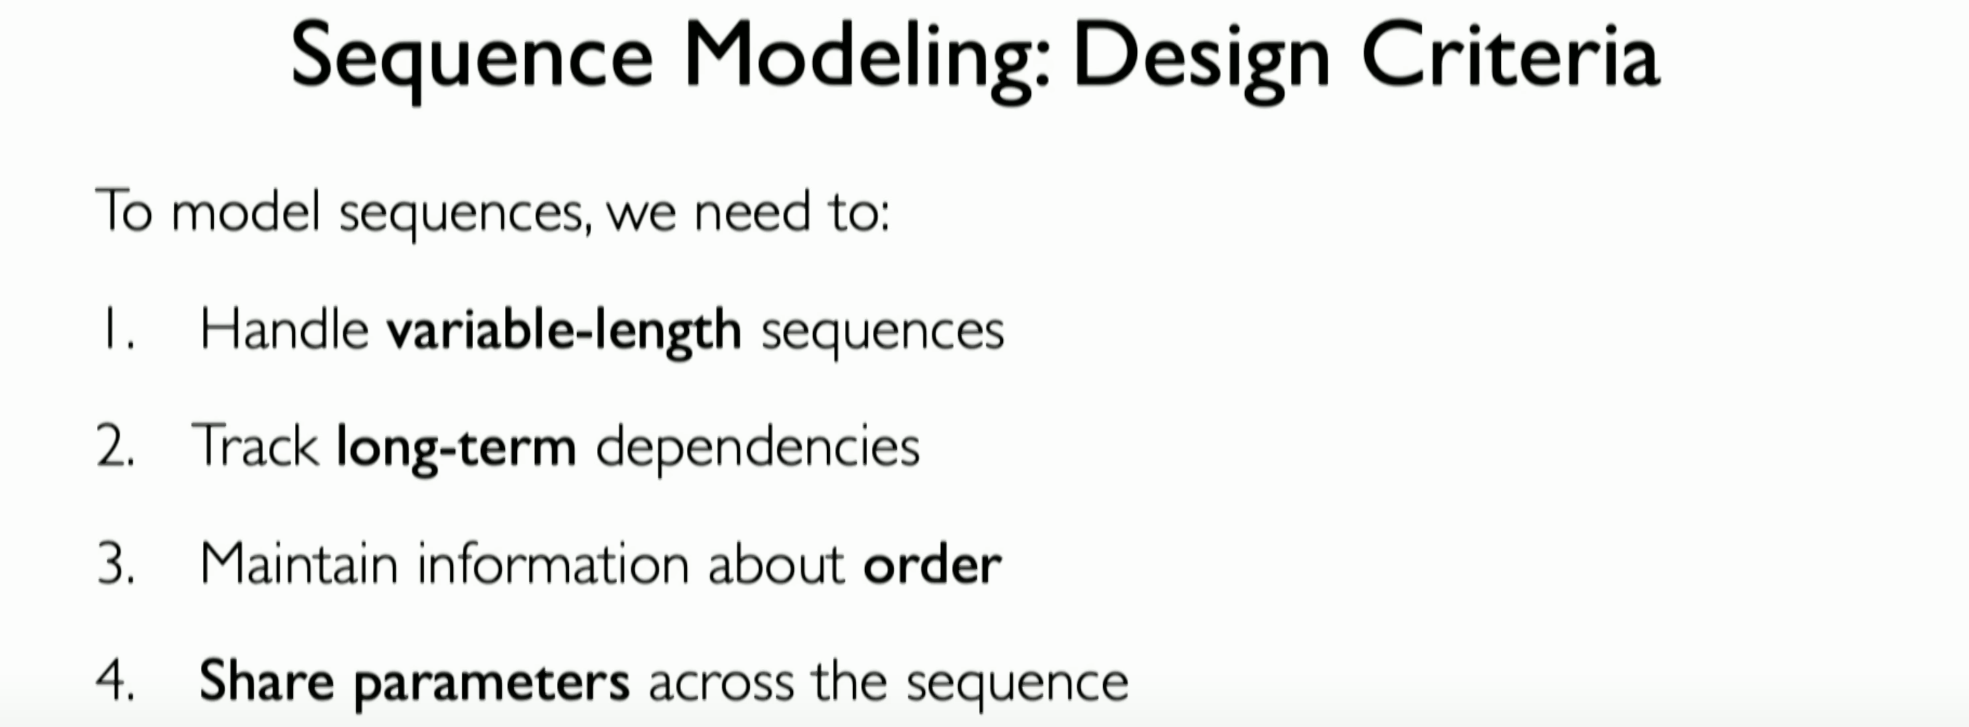 Sequence Modeling: Design Criteria
To model sequences, we need to:
1. Handle variable-length sequences
2. Track long-term dependencies
3. Maintain information about order
4. Share parameters across the sequence